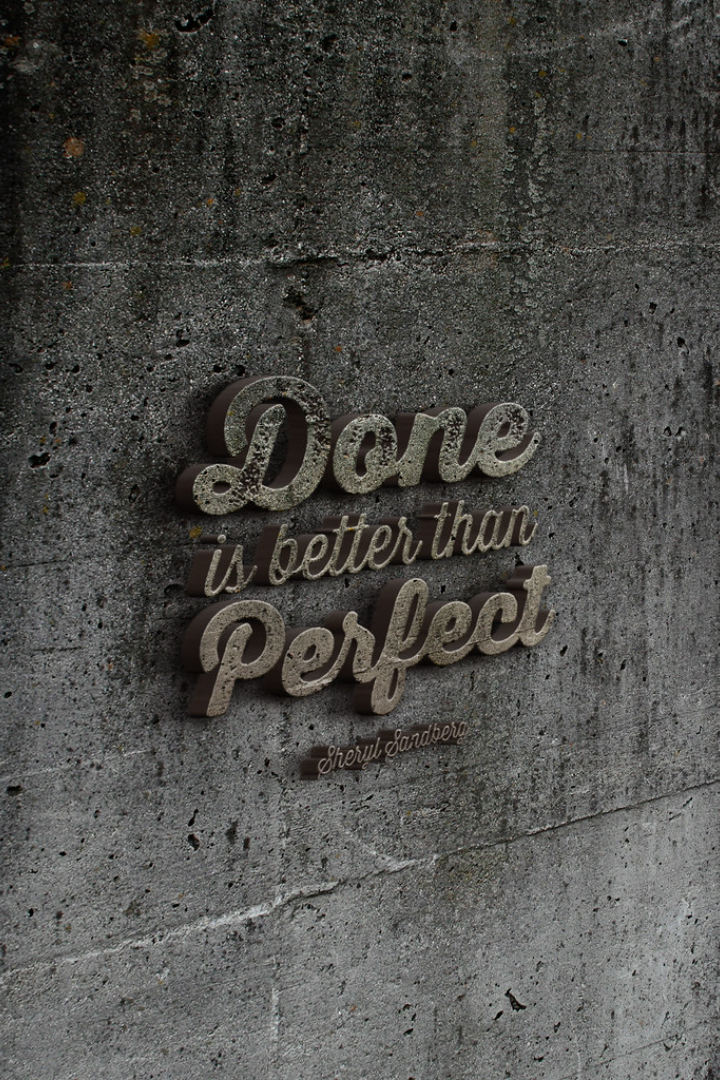 Done
is better than
Perfect
Sheryl Sandberg